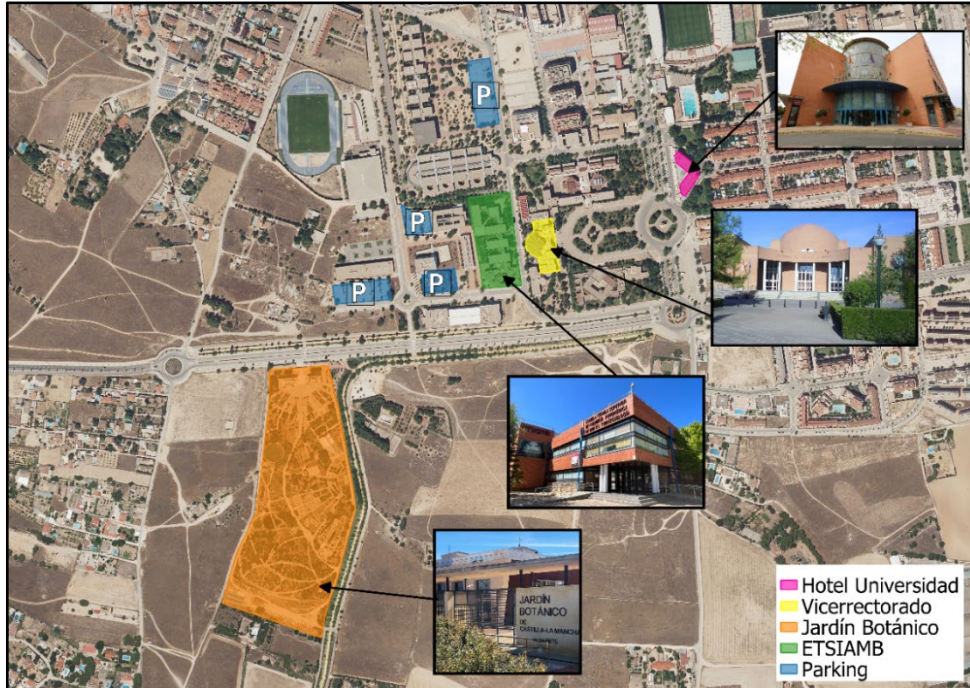 P
P
P
P
JARDÍN
BOTÁNICO
DE
CASTILLA-LA MANCHA
Hotel Universidad
Vicerrectorado
Jardín Botánico
ETSIAMB
Parking